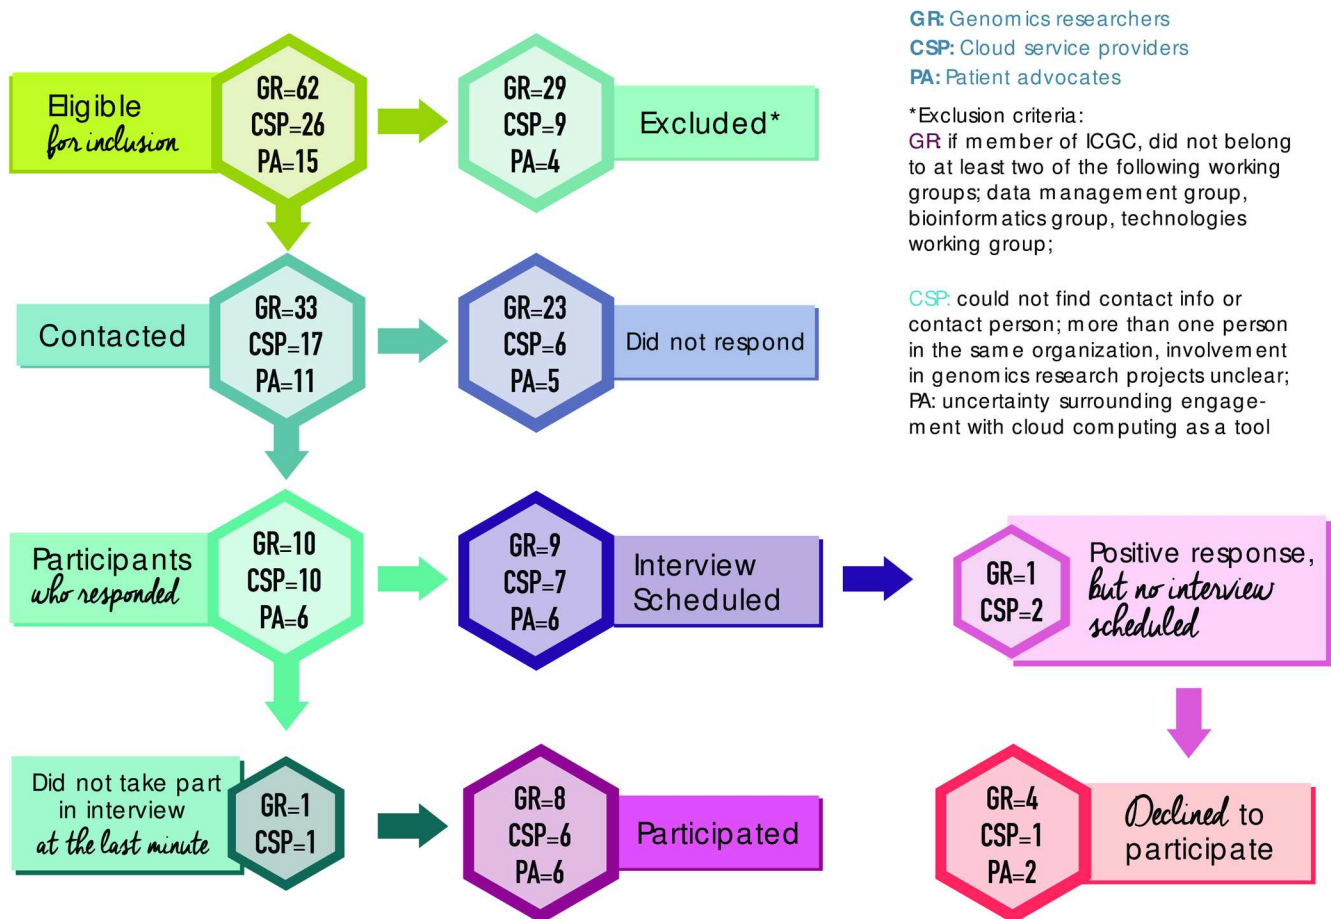 Eligible
for inclusion
GR=62
CSP=26
PA=15
GR=29
CSP=9
PA=4
Excluded*
GR: Genomics researchers
CSP: Cloud service providers
PA: Patient advocates
*Exclusion criteria:
GR: if member of ICGC, did not belong
to at least two of the following working
groups; data management group,
bioinformatics group, technologies
working group;
CSP: could not find contact info or
contact person; more than one person
in the same organization, involvement
in genomics research projects unclear;
PA: uncertainty surrounding engage-
ment with cloud computing as a tool
Contacted
GR=33
CSP=17
PA=11
GR=23
CSP=6
PA=5
Did not respond
Participants
who responded
GR=10
CSP=10
PA=6
GR=9
CSP=7
PA=6
Interview
Scheduled
GR=1
CSP=2
Positive response,
but no interview
scheduled
Did not take part
in interview
at the last minute
GR=1
CSP=1
GR=8
CSP=6
PA=6
Participated
GR=4
CSP=1
PA=2
Declined to
participate